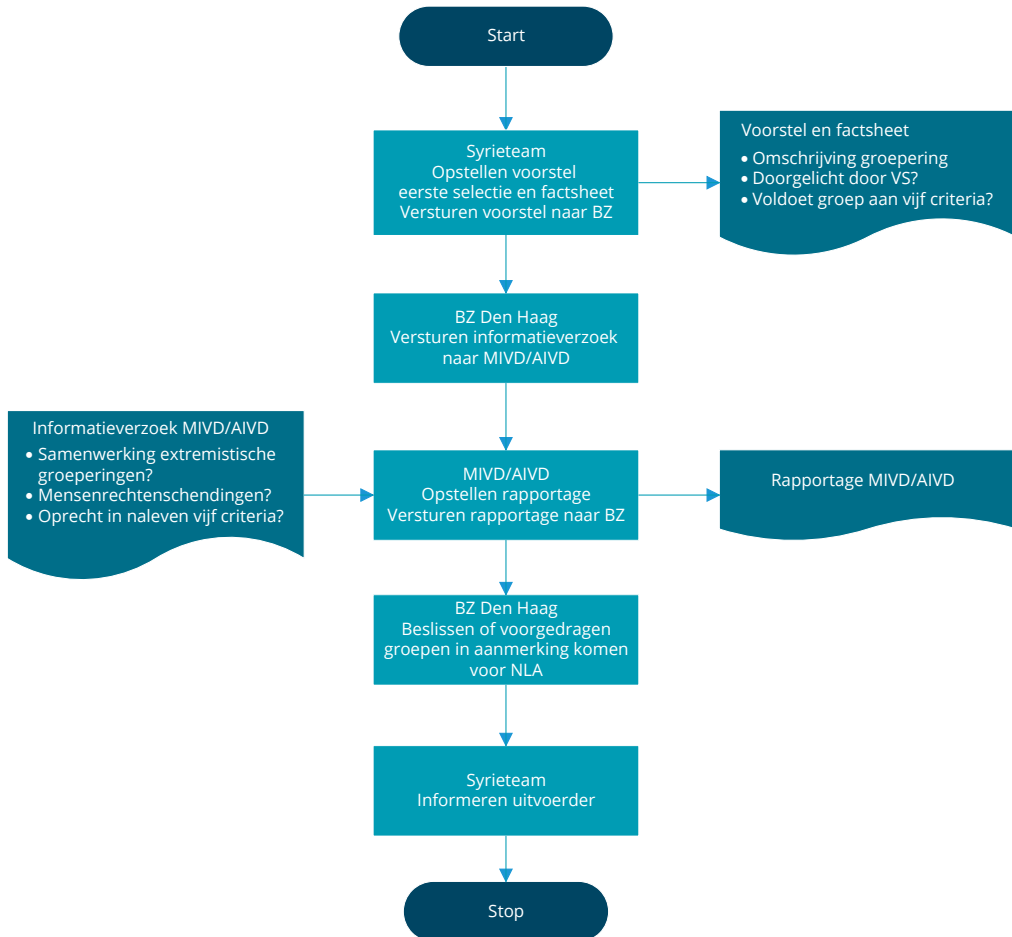 Start
Syrieteam
Opstellen voorstel
eerste selectie en factsheet
Versturen voorstel naar BZ
Voorstel en factsheet
• Omschrijving groepering
• Doorgelicht door VS?
• Voldoet groep aan vijf criteria?
BZ Den Haag
Versturen informatieverzoek
naar MIVD/AIVD
Informatieverzoek MIVD/AIVD
• Samenwerking extremistische
groeperingen?
• Mensenrechtenschendingen?
• Oprecht in naleven vijf criteria?
MIVD/AIVD
Opstellen rapportage
Versturen rapportage naar BZ
Rapportage MIVD/AIVD
BZ Den Haag
Beslissen of voorgedragen
groepen in aanmerking komen
voor NLA
Syrieteam
Informeren uitvoerder
Stop